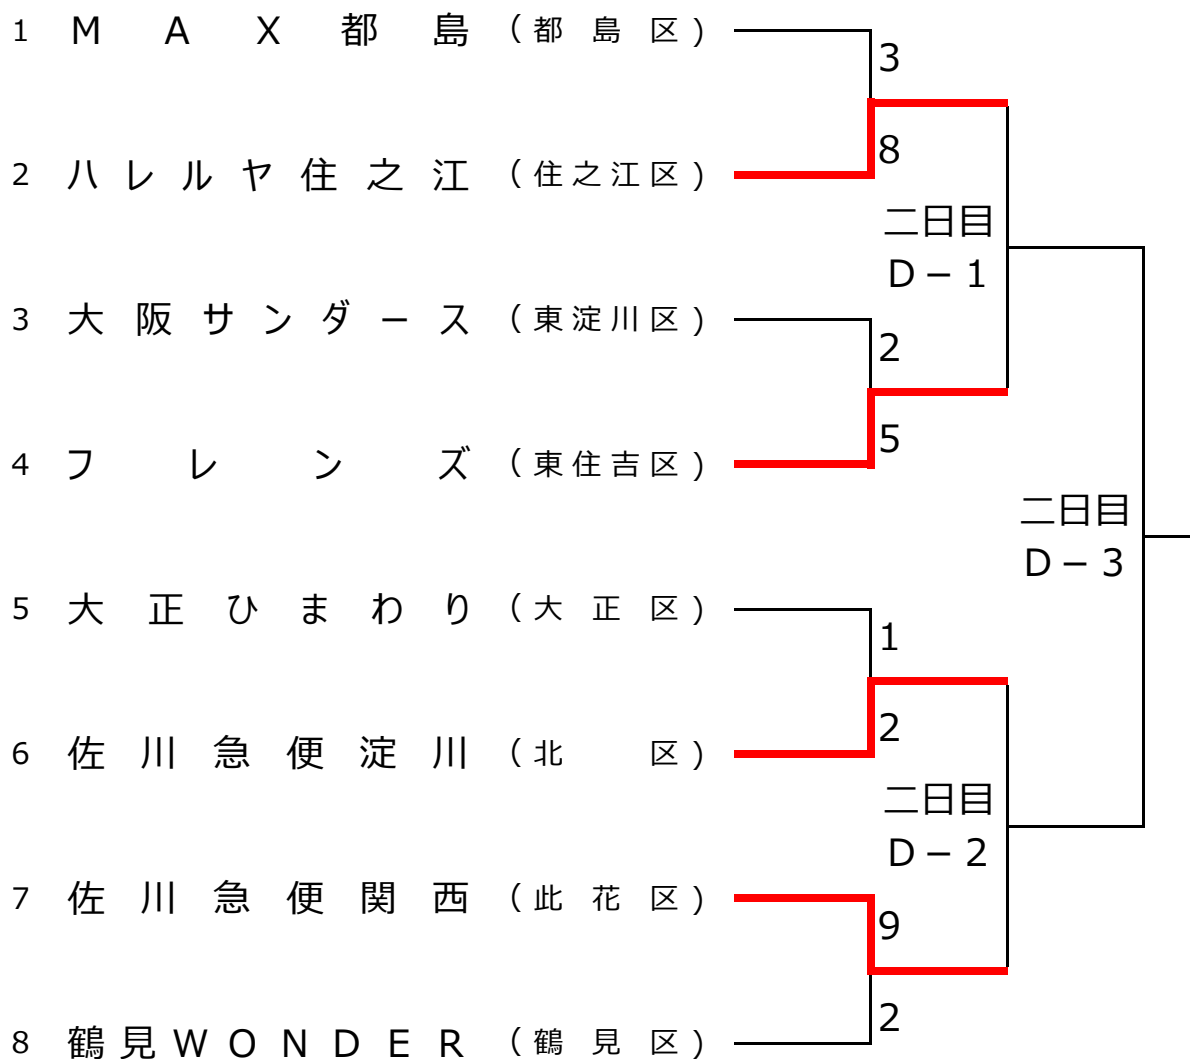 1 ＭＡＸ都島 (都島区)
3
8
2 ハレルヤ住之江 (住之江区)
二日目
Ｄ－１
3 大阪サンダース (東淀川区)
2
5
4 フレンズ (東住吉区)
二日目
Ｄ－３
5 大正ひまわり (大正区)
1
2
6 佐川急便淀川 (北区)
二日目
Ｄ－２
7 佐川急便関西 (此花区)
9
2
8 鶴見ＷＯＮＤＥＲ (鶴見区)